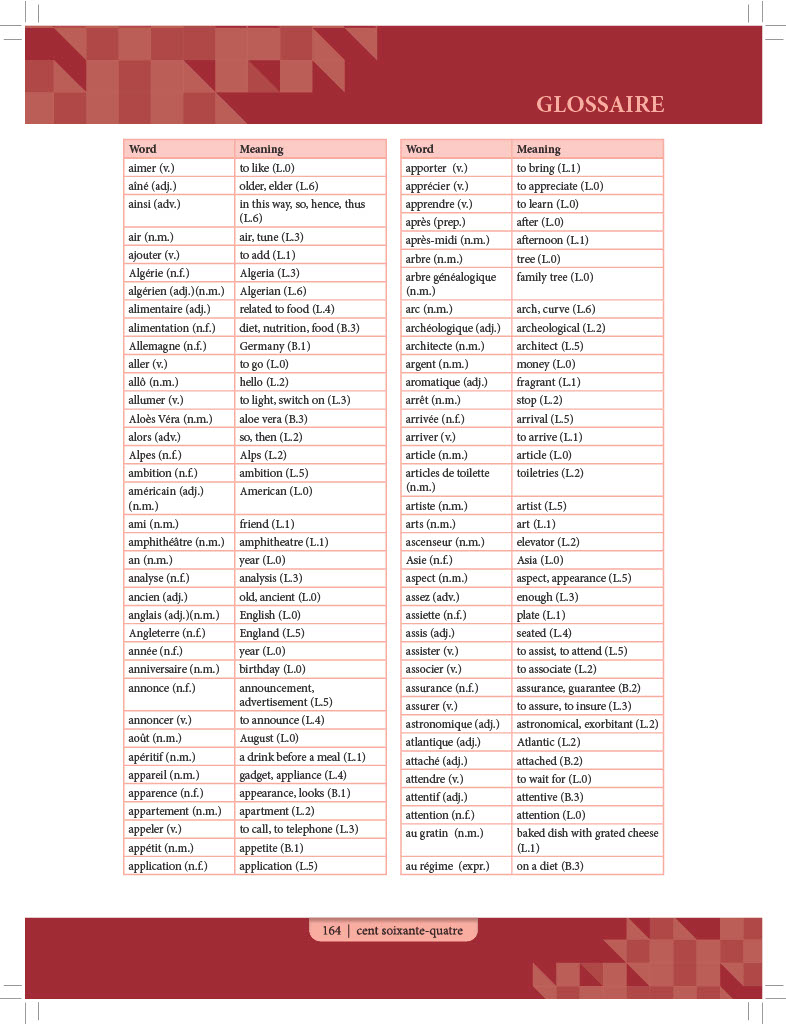 GLOSSAIRE
Word Meaning
aimer (v.) to like (L.0)
aîné (adj.) older, elder (L.6)
ainsi (adv.) in this way, so, hence, thus
(L.6)
air (n.m.) air, tune (L.3)
ajouter (v.) to add (L.1)
Algérie (n.f.) Algeria (L.3)
algérien (adj.)(n.m.) Algerian (L.6)
alimentaire (adj.) related to food (L.4)
alimentation (n.f.) diet, nutrition, food (B.3)
Allemagne (n.f.) Germany (B.1)
aller (v.) to go (L.0)
allô (n.m.) hello (L.2)
allumer (v.) to light, switch on (L.3)
Aloès Véra (n.m.) aloe vera (B.3)
alors (adv.) so, then (L.2)
Alpes (n.f.) Alps (L.2)
ambition (n.f.) ambition (L.5)
américain (adj.) American (L.0)
(n.m.)
ami (n.m.) friend (L.1)
amphithéâtre (n.m.) amphitheatre (L.1)
an (n.m.) year (L.0)
analyse (n.f.) analysis (L.3)
ancien (adj.) old, ancient (L.0)
anglais (adj.)(n.m.) English (L.0)
Angleterre (n.f.) England (L.5)
année (n.f.) year (L.0)
anniversaire (n.m.) birthday (L.0)
annonce (n.f.) announcement,
advertisement (L.5)
annoncer (v.) to announce (L.4)
août (n.m.) August (L.0)
apéritif (n.m.) a drink before a meal (L.1)
appareil (n.m.) gadget, appliance (L.4)
apparence (n.f.) appearance, looks (B.1)
appartement (n.m.) apartment (L.2)
appeler (v.) to call, to telephone (L.3)
appétit (n.m.) appetite (B.1)
application (n.f.) application (L.5)
Word Meaning
apporter (v.) to bring (L.1)
apprécier (v.) to appreciate (L.0)
apprendre (v.) to learn (L.0)
après (prep.) after (L.0)
après-midi (n.m.) afternoon (L.1)
arbre (n.m.) tree (L.0)
arbre généalogique family tree (L.0)
(n.m.)
arc (n.m.) arch, curve (L.6)
archéologique (adj.) archeological (L.2)
architecte (n.m.) architect (L.5)
argent (n.m.) money (L.0)
aromatique (adj.) fragrant (L.1)
arrêt (n.m.) stop (L.2)
arrivée (n.f.) arrival (L.5)
arriver (v.) to arrive (L.1)
article (n.m.) article (L.0)
articles de toilette toiletries (L.2)
(n.m.)
artiste (n.m.) artist (L.5)
arts (n.m.) art (L.1)
ascenseur (n.m.) elevator (L.2)
Asie (n.f.) Asia (L.0)
aspect (n.m.) aspect, appearance (L.5)
assez (adv.) enough (L.3)
assiette (n.f.) plate (L.1)
assis (adj.) seated (L.4)
assister (v.) to assist, to attend (L.5)
associer (v.) to associate (L.2)
assurance (n.f.) assurance, guarantee (B.2)
assurer (v.) to assure, to insure (L.3)
astronomique (adj.) astronomical, exorbitant (L.2)
atlantique (adj.) Atlantic (L.2)
attaché (adj.) attached (B.2)
attendre (v.) to wait for (L.0)
attentif (adj.) attentive (B.3)
attention (n.f.) attention (L.0)
au gratin (n.m.) baked dish with grated cheese
(L.1)
au régime (expr.) on a diet (B.3)
164 | cent soixante-quatre